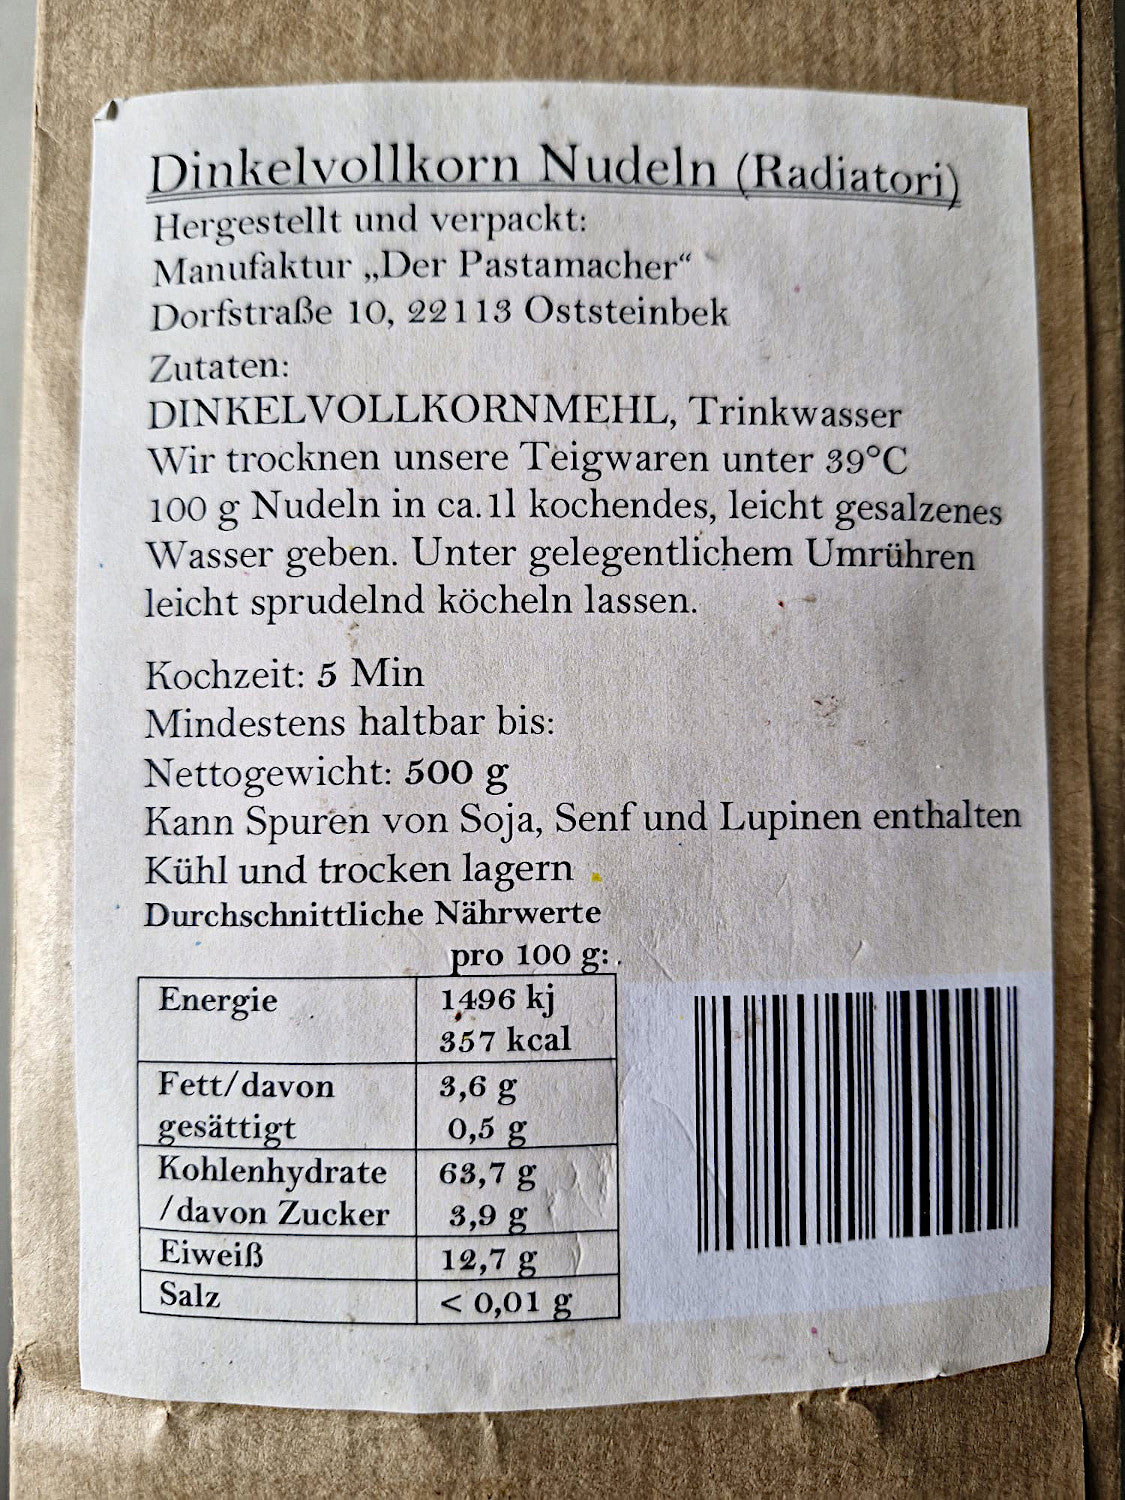 Dinkelvollkorn Nudeln (Radiatori)
Hergestellt und verpackt:
Manufaktur „Der Pastamacher“
Dorfstraße 10, 22113 Oststeinbek
Zutaten:
DINKELVOLLKORNMEHL, Trinkwasser
Wir trocknen unsere Teigwaren unter 39°C
100 g Nudeln in ca. 1l kochendes, leicht gesalzenes
Wasser geben. Unter gelegentlichem Umrühren
leicht sprudelnd köcheln lassen.
Kochzeit: 5 Min
Mindestens haltbar bis:
Nettogewicht: 500 g
Kann Spuren von Soja, Senf und Lupinen enthalten
Kühl und trocken lagern
Durchschnittliche Nährwerte
pro 100 g:
Energie 1496 kj
357 kcal
Fett/davon 3,6 g
gesättigt 0,5 g
Kohlenhydrate 63,7 g
/davon Zucker 3,9 g
Eiweiß 12,7 g
Salz < 0,01 g